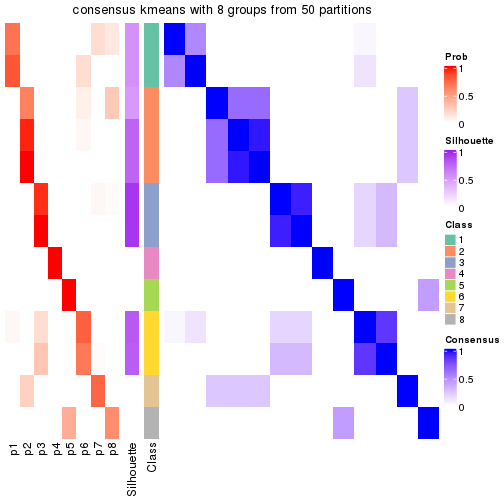 consensus kmeans with 8 groups from 50 partitions
Prob
1
0.5
0
Silhouette
1
0.5
0
Class
1
2
3
4
5
6
7
8
Consensus
1
0.5
0
p1
p2
p3
p4
p5
p6
p7
p8
Silhouette
Class